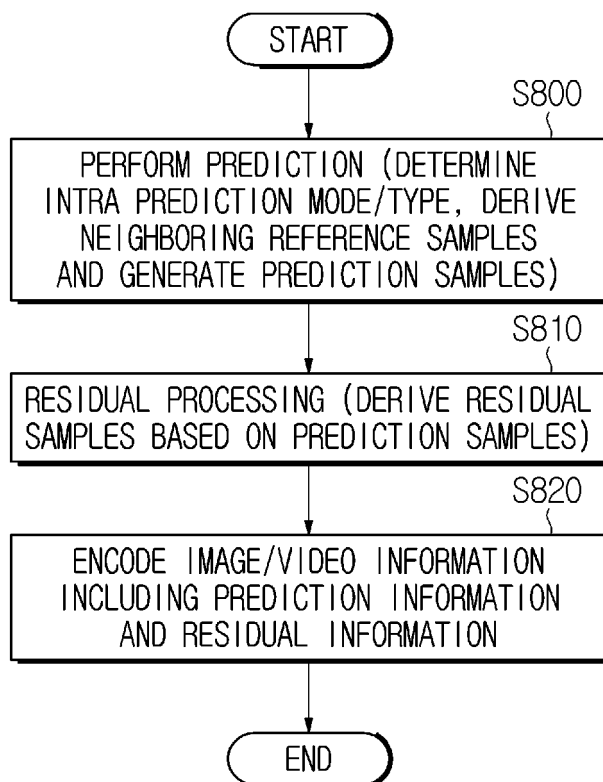 START
S800
PERFORM PREDICTION (DETERMINE
INTRA PREDICTION MODE/TYPE, DERIVE
NEIGHBORING REFERENCE SAMPLES
AND GENERATE PREDICTION SAMPLES)
S810
RESIDUAL PROCESSING (DERIVE RESIDUAL
SAMPLES BASED ON PREDICTION SAMPLES)
S820
ENCODE IMAGE/VIDEO INFORMATION
INCLUDING PREDICTION INFORMATION
AND RESIDUAL INFORMATION
END